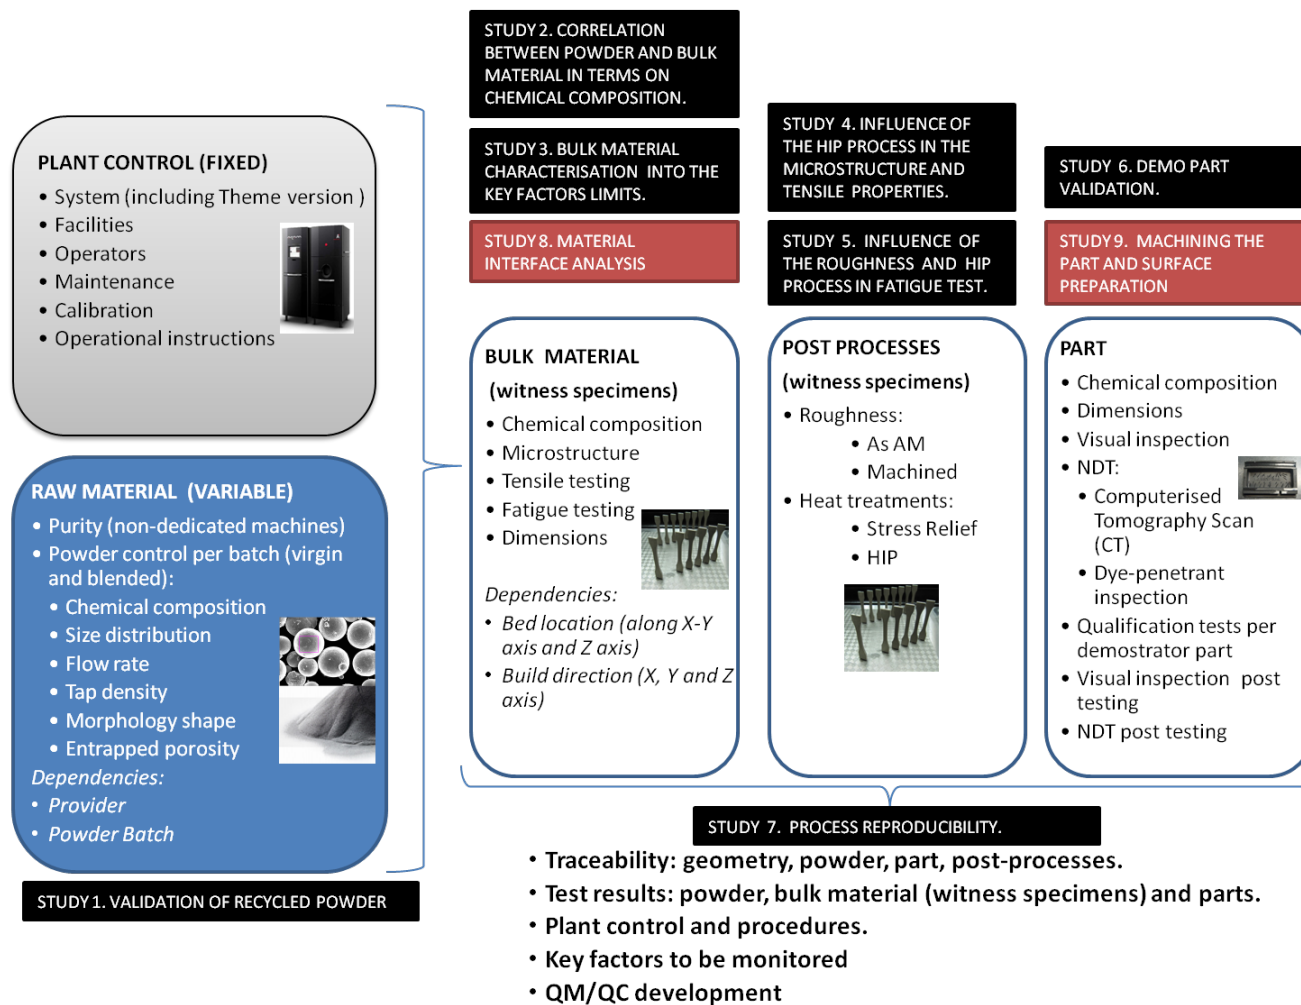 STUDY 2. CORRELATION
BETWEEN POWDER AND BULK
MATERIAL IN TERMS ON
CHEMICAL COMPOSITION.
STUDY 3. BULK MATERIAL
CHARACTERISATION INTO THE
KEY FACTORS LIMITS.
STUDY 8. MATERIAL
INTERFACE ANALYSIS
STUDY 4. INFLUENCE OF
THE HIP PROCESS IN THE
MICROSTRUCTURE AND
TENSILE PROPERTIES.
STUDY 5. INFLUENCE OF
THE ROUGHNESS AND HIP
PROCESS IN FATIGUE TEST.
STUDY 6. DEMO PART
VALIDATION.
STUDY 9. MACHINING THE
PART AND SURFACE
PREPARATION
PLANT CONTROL (FIXED)
• System (including Theme version )
• Facilities
• Operators
• Maintenance
• Calibration
• Operational instructions
RAW MATERIAL (VARIABLE)
• Purity (non-dedicated machines)
• Powder control per batch (virgin
and blended):
• Chemical composition
• Size distribution
• Flow rate
• Tap density
• Morphology shape
• Entrapped porosity
Dependencies:
• Provider
• Powder Batch
STUDY 1. VALIDATION OF RECYCLED POWDER
BULK MATERIAL
(witness specimens)
• Chemical composition
• Microstructure
• Tensile testing
• Fatigue testing
• Dimensions
Dependencies:
• Bed location (along X-Y
axis and Z axis)
• Build direction (X, Y and Z
axis)
POST PROCESSES
(witness specimens)
• Roughness:
• As AM
• Machined
• Heat treatments:
• Stress Relief
• HIP
PART
• Chemical composition
• Dimensions
• Visual inspection
• NDT:
• Computerised
Tomography Scan
(CT)
• Dye-penetrant
inspection
• Qualification tests per
demostrator part
• Visual inspection post
testing
• NDT post testing
STUDY 7. PROCESS REPRODUCIBILITY.
• Traceability: geometry, powder, part, post-processes.
• Test results: powder, bulk material (witness specimens) and parts.
• Plant control and procedures.
• Key factors to be monitored
• QM/QC development